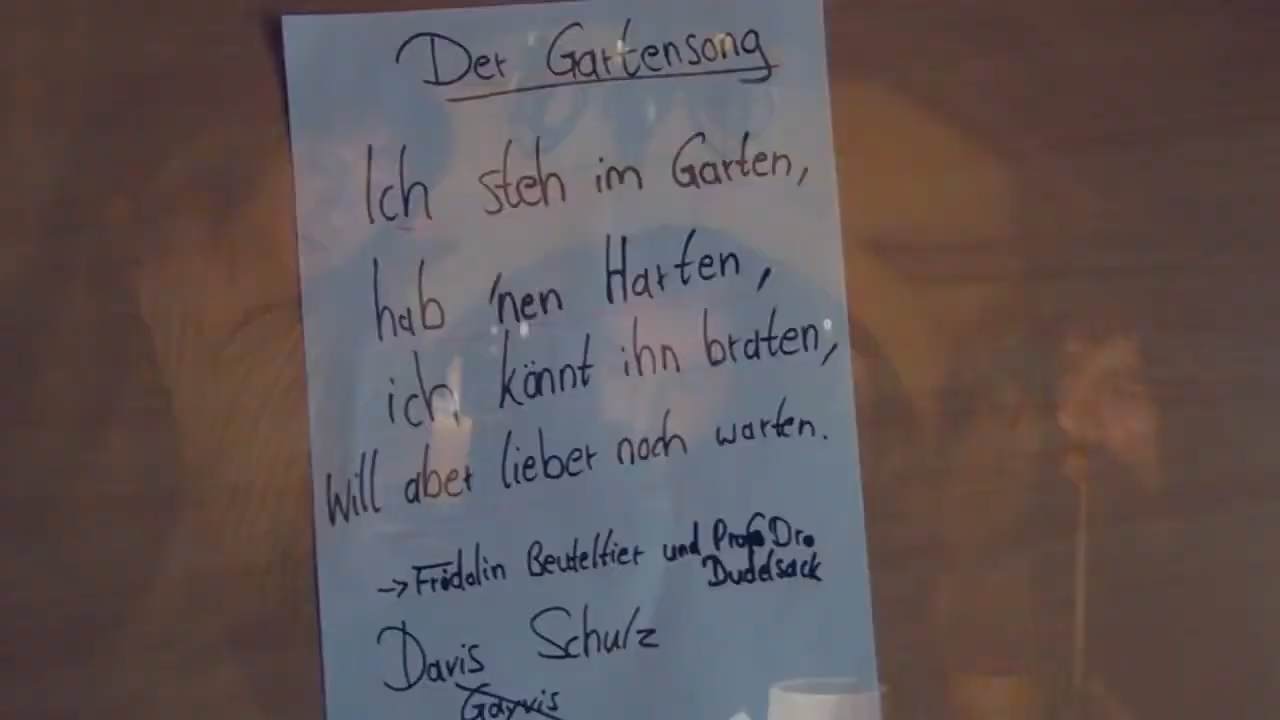 Der Gartensong
Ich steh im Garten,
hab 'nen Harten,
ich könnt ihn braten,
will aber lieber noch warten.
→ Fridolin Beuteltier und Prof. Dr.
Dudelsack
Davis Schulz
Gayvis